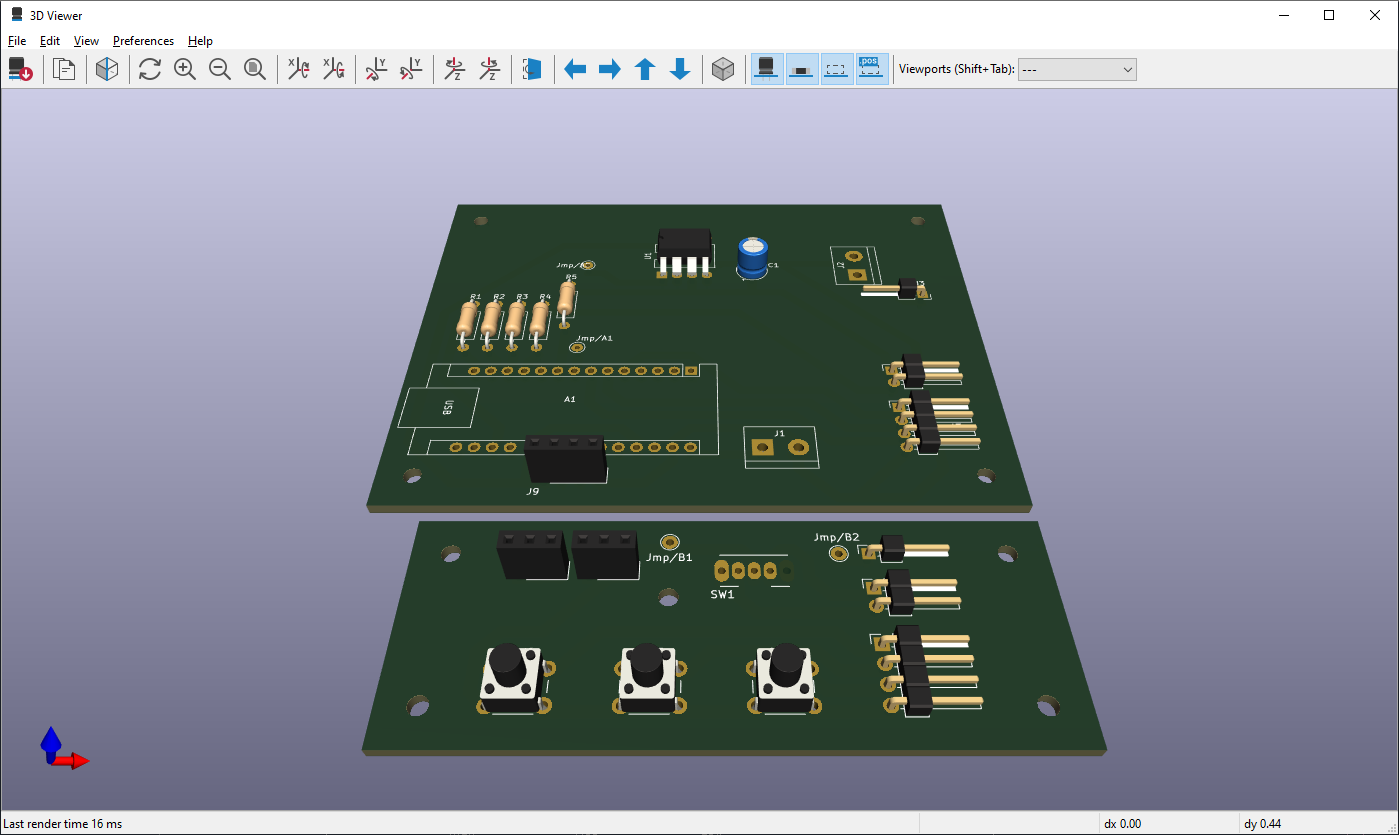 3D Viewer
File Edit View Preferences Help
.pos
Viewports (Shift+Tab): ---
C1
R5
R1 R2 R3 R4
Jmp/A1
USB
A1
J1
J9
Jmp/B1
Jmp/B2
SW1
Last render time 16 ms
dx 0.00
dy 0.44